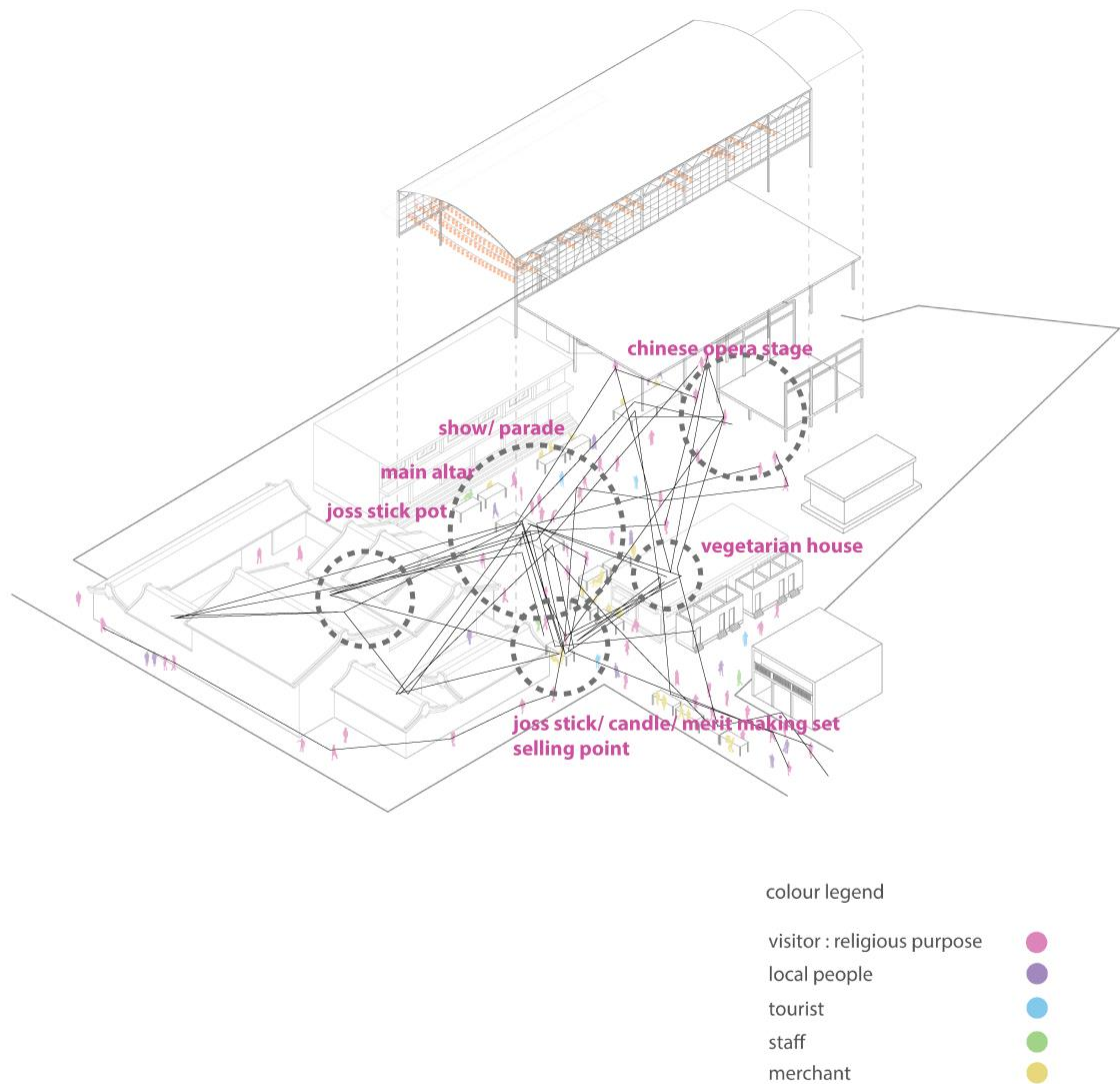 chinese opera stage
show/ parade
main altar
joss stick pot
vegetarian house
joss stick/ candle/ merit making set
selling point
colour legend
visitor : religious purpose
local people
tourist
staff
merchant